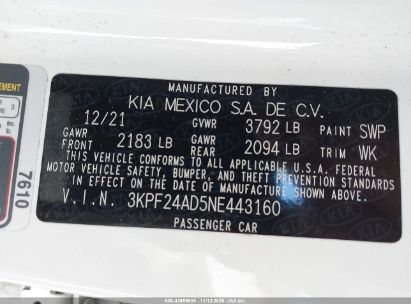 EMENT
3
7610
MANUFACTURED BY
KIA MEXICO S.A. DE C.V.
12/21 GVWR 3792 LB PAINT SWP
GAWR FRONT 2183 LB GAWR REAR 2094 LB TRIM WK
THIS VEHICLE CONFORMS TO ALL APPLICABLE U.S.A. FEDERAL
MOTOR VEHICLE SAFETY, BUMPER, AND THEFT PREVENTION STANDARDS
IN EFFECT ON THE DATE OF MANUFACTURE SHOWN ABOVE.
V.I.N. 3KPF24AD5NE443160
PASSENGER CAR